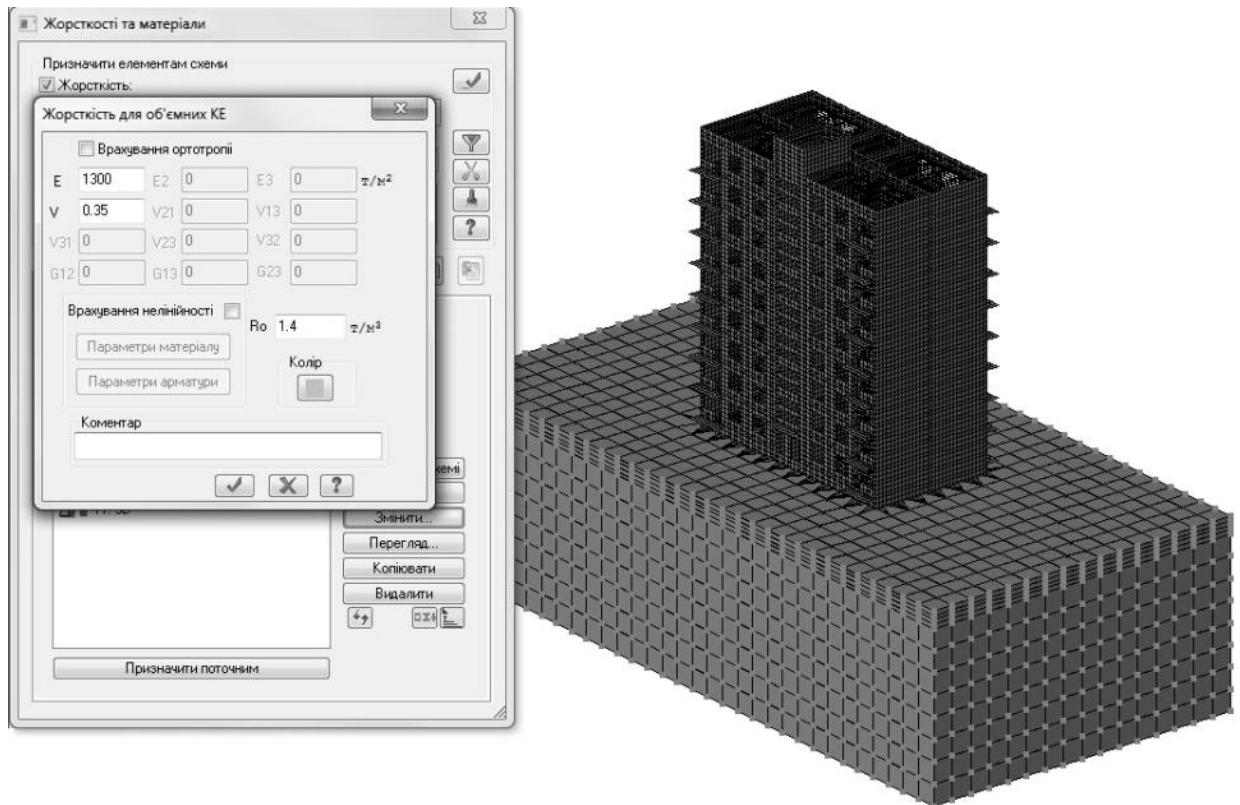 Жорсткості та матеріали
Призначити елементам схеми
Жорсткість:
Жорсткість для об'ємних КЕ
Врахування ортотропії
E 1300 E2 0 E3 0 т/м²
V 0.35 V21 0 V13 0
V31 0 V23 0 V32 0
G12 0 G13 0 G23 0
Врахування нелінійності
Ro 1.4 т/м³
Параметри матеріалу
Колір
Параметри арматури
Коментар
Змінити...
Перегляд...
Копіювати
Видалити
Призначити поточним